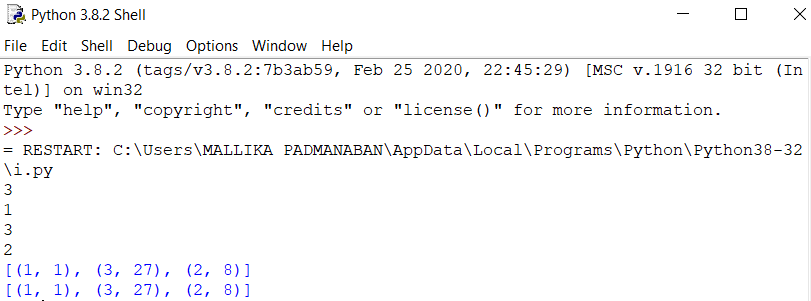 Python 3.8.2 Shell
File Edit Shell Debug Options Window Help
Python 3.8.2 (tags/v3.8.2:7b3ab59, Feb 25 2020, 22:45:29) [MSC v.1916 32 bit (In
tel)] on win32
Type "help", "copyright", "credits" or "license()" for more information.
>>>
= RESTART: C:\Users\MALLIKA PADMANABAN\AppData\Local\Programs\Python\Python38-32
\i.py
3
1
3
2
[(1, 1), (3, 27), (2, 8)]
[(1, 1), (3, 27), (2, 8)]